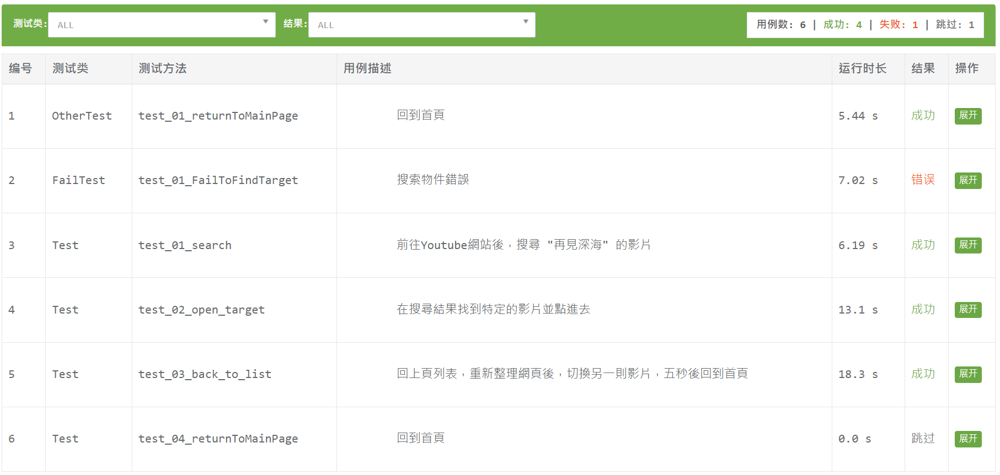 测试类: ALL 结果: ALL 用例数: 6 | 成功: 4 | 失败: 1 | 跳过: 1
编号 测试类 测试方法 用例描述 运行时长 结果 操作
1 OtherTest test_01_returnToMainPage 回到首頁 5.44 s 成功 展开
2 FailTest test_01_FailToFindTarget 搜索物件錯誤 7.02 s 错误 展开
3 Test test_01_search 前往Youtube網站後，搜尋 "再見深海" 的影片 6.19 s 成功 展开
4 Test test_02_open_target 在搜尋結果找到特定的影片並點進去 13.1 s 成功 展开
5 Test test_03_back_to_list 回上頁列表，重新整理網頁後，切換另一則影片，五秒後回到首頁 18.3 s 成功 展开
6 Test test_04_returnToMainPage 回到首頁 0.0 s 跳过 展开